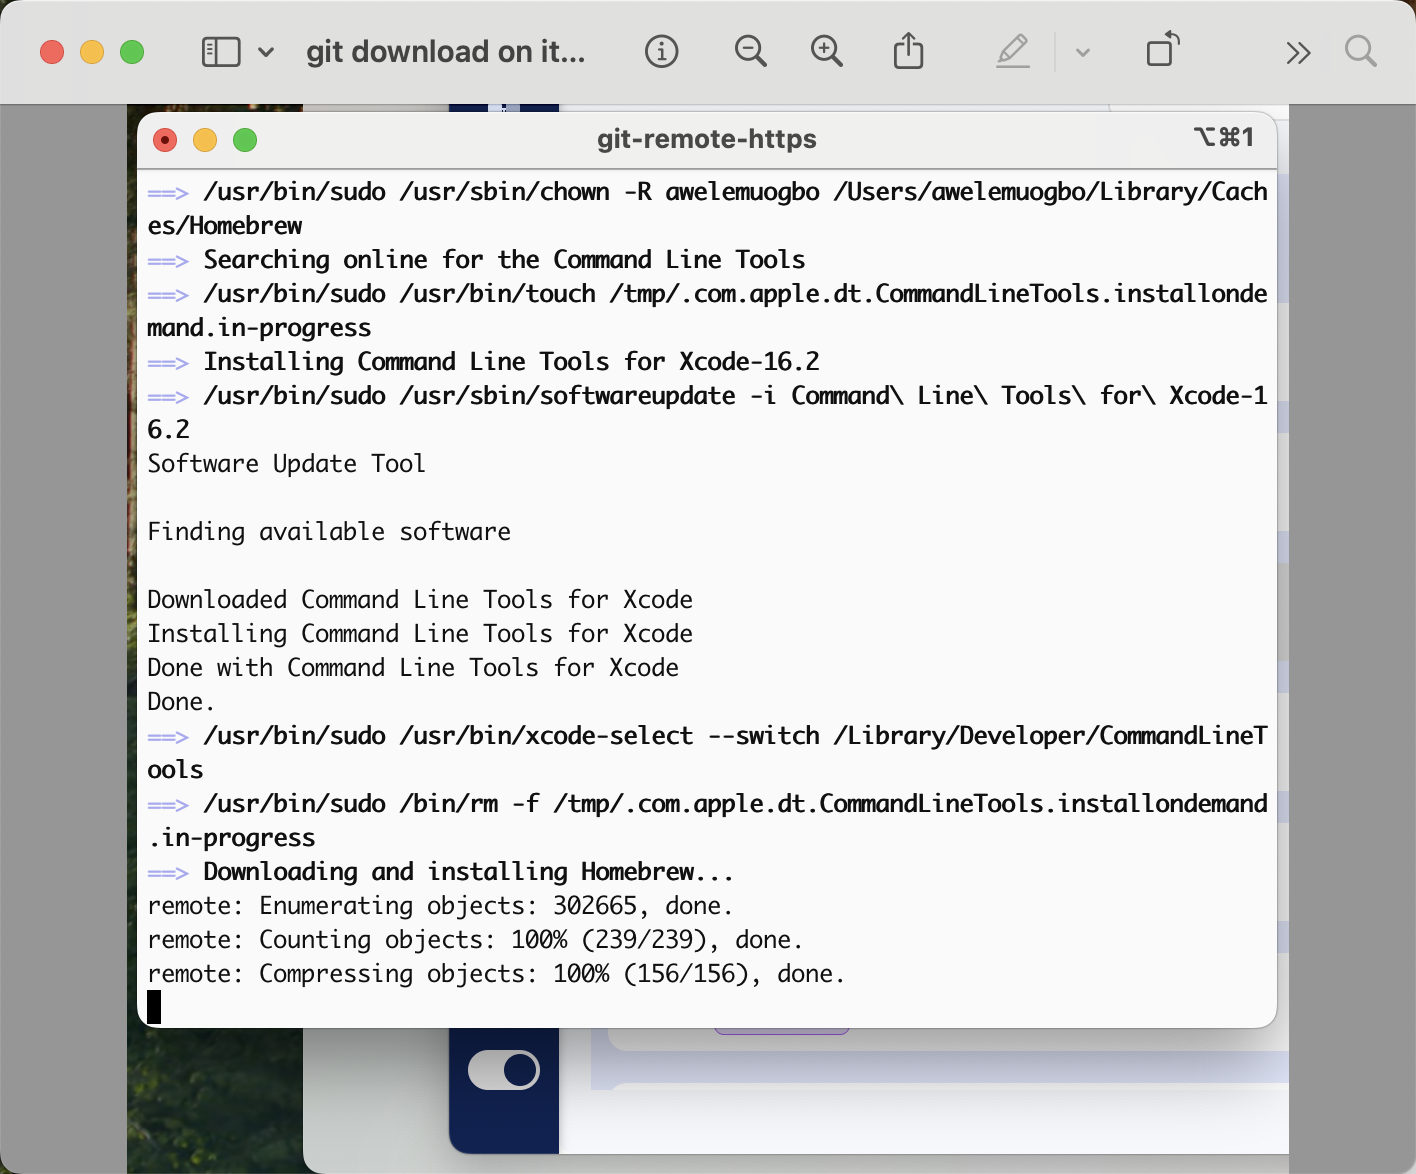 git download on it...
git-remote-https
⌥⌘1
==> /usr/bin/sudo /usr/sbin/chown -R awelemuogbo /Users/awelemuogbo/Library/Cach
es/Homebrew
==> Searching online for the Command Line Tools
==> /usr/bin/sudo /usr/bin/touch /tmp/.com.apple.dt.CommandLineTools.installonde
mand.in-progress
==> Installing Command Line Tools for Xcode-16.2
==> /usr/bin/sudo /usr/sbin/softwareupdate -i Command\ Line\ Tools\ for\ Xcode-1
6.2
Software Update Tool
Finding available software
Downloaded Command Line Tools for Xcode
Installing Command Line Tools for Xcode
Done with Command Line Tools for Xcode
Done.
==> /usr/bin/sudo /usr/bin/xcode-select --switch /Library/Developer/CommandLineT
ools
==> /usr/bin/sudo /bin/rm -f /tmp/.com.apple.dt.CommandLineTools.installondemand
.in-progress
==> Downloading and installing Homebrew...
remote: Enumerating objects: 302665, done.
remote: Counting objects: 100% (239/239), done.
remote: Compressing objects: 100% (156/156), done.